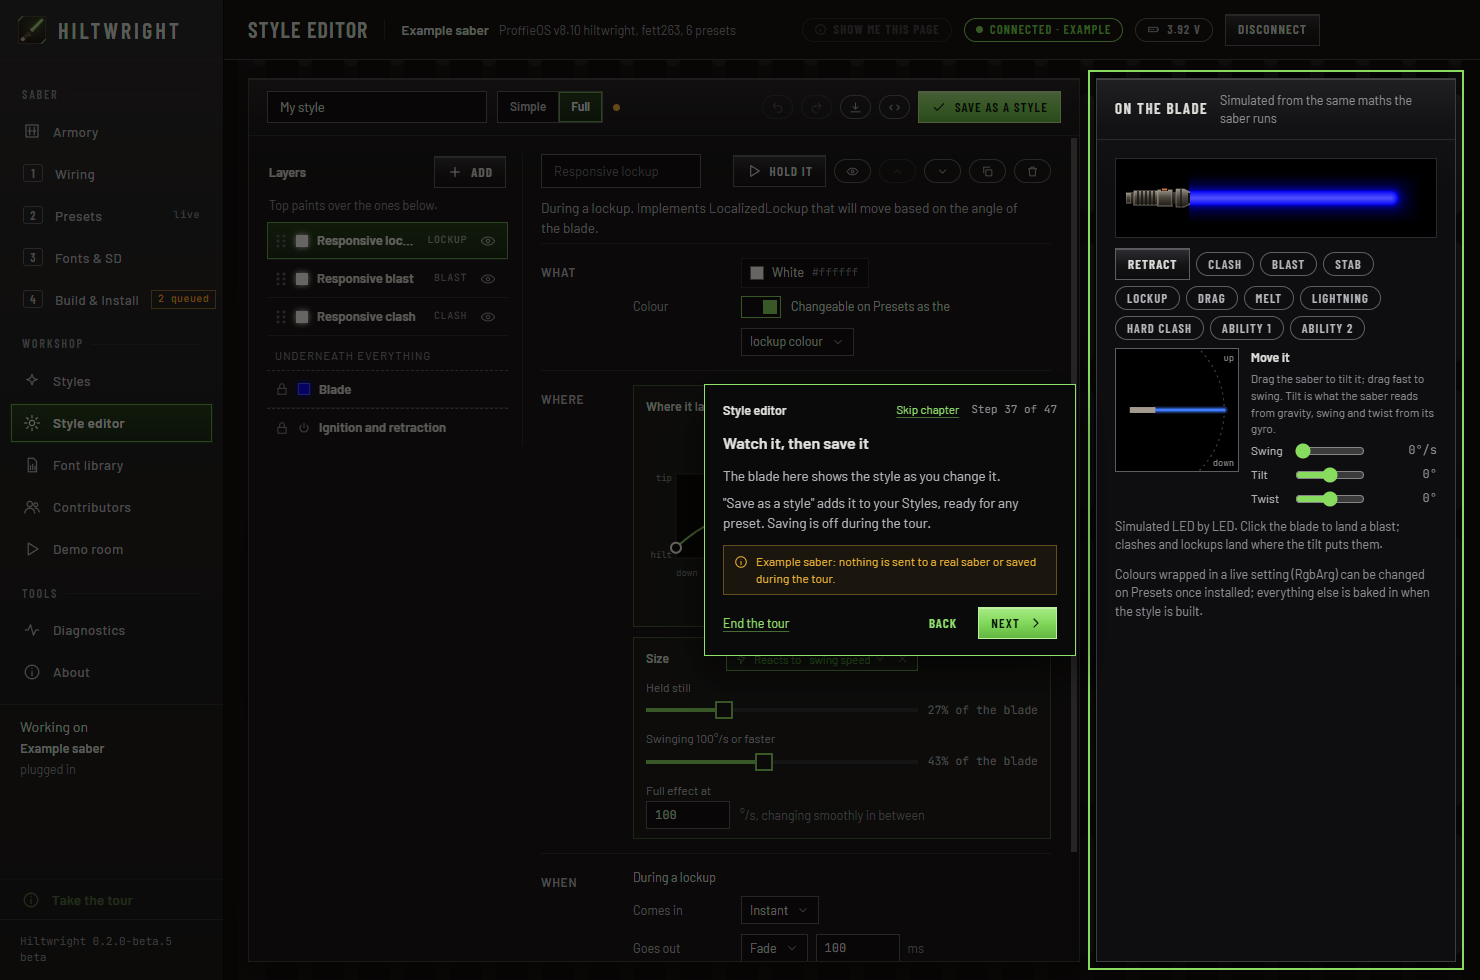 HILTWRIGHT
STYLE EDITOR
Example saber ProffieOS v8.10 hiltwright, fett263, 6 presets
SHOW ME THIS PAGE
CONNECTED · EXAMPLE
3.92 V
DISCONNECT
SABER
Armory
1 Wiring
2 Presets live
3 Fonts & SD
4 Build & Install 2 queued
WORKSHOP
Styles
Style editor
Font library
Contributors
Demo room
TOOLS
Diagnostics
About
Working on
Example saber
plugged in
Take the tour
Hiltwright 0.2.0-beta.5
beta
My style
Simple Full
SAVE AS A STYLE
Layers
ADD
Top paints over the ones below.
Responsive loc... LOCKUP
Responsive blast BLAST
Responsive clash CLASH
UNDERNEATH EVERYTHING
Blade
Ignition and retraction
Responsive lockup
HOLD IT
During a lockup. Implements LocalizedLockup that will move based on the angle of
the blade.
WHAT
White #ffffff
Colour
Changeable on Presets as the
lockup colour
WHERE
Where it la
tip
hilt
down
Size
Reacts to swing speed
Held still
27% of the blade
Swinging 100°/s or faster
43% of the blade
Full effect at
100 °/s, changing smoothly in between
WHEN
During a lockup
Comes in Instant
Goes out Fade 100 ms
Style editor
Skip chapter Step 37 of 47
Watch it, then save it
The blade here shows the style as you change it.
"Save as a style" adds it to your Styles, ready for any
preset. Saving is off during the tour.
Example saber: nothing is sent to a real saber or saved
during the tour.
End the tour
BACK
NEXT
ON THE BLADE
Simulated from the same maths the
saber runs
RETRACT CLASH BLAST STAB
LOCKUP DRAG MELT LIGHTNING
HARD CLASH ABILITY 1 ABILITY 2
up
down
Move it
Drag the saber to tilt it; drag fast to
swing. Tilt is what the saber reads
from gravity, swing and twist from its
gyro.
Swing 0°/s
Tilt 0°
Twist 0°
Simulated LED by LED. Click the blade to land a blast;
clashes and lockups land where the tilt puts them.
Colours wrapped in a live setting (RgbArg) can be changed
on Presets once installed; everything else is baked in when
the style is built.